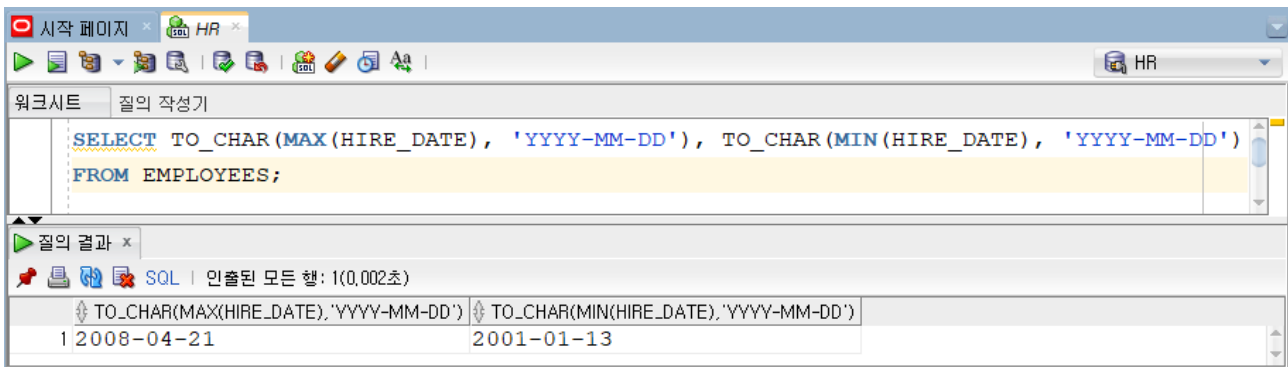 시작 페이지 HR
HR
워크시트 질의 작성기
SELECT TO_CHAR(MAX(HIRE_DATE), 'YYYY-MM-DD'), TO_CHAR(MIN(HIRE_DATE), 'YYYY-MM-DD')
FROM EMPLOYEES;
질의 결과 x
SQL | 인출된 모든 행: 1(0,002초)
TO_CHAR(MAX(HIRE_DATE),'YYYY-MM-DD') TO_CHAR(MIN(HIRE_DATE),'YYYY-MM-DD')
1 2008-04-21 2001-01-13